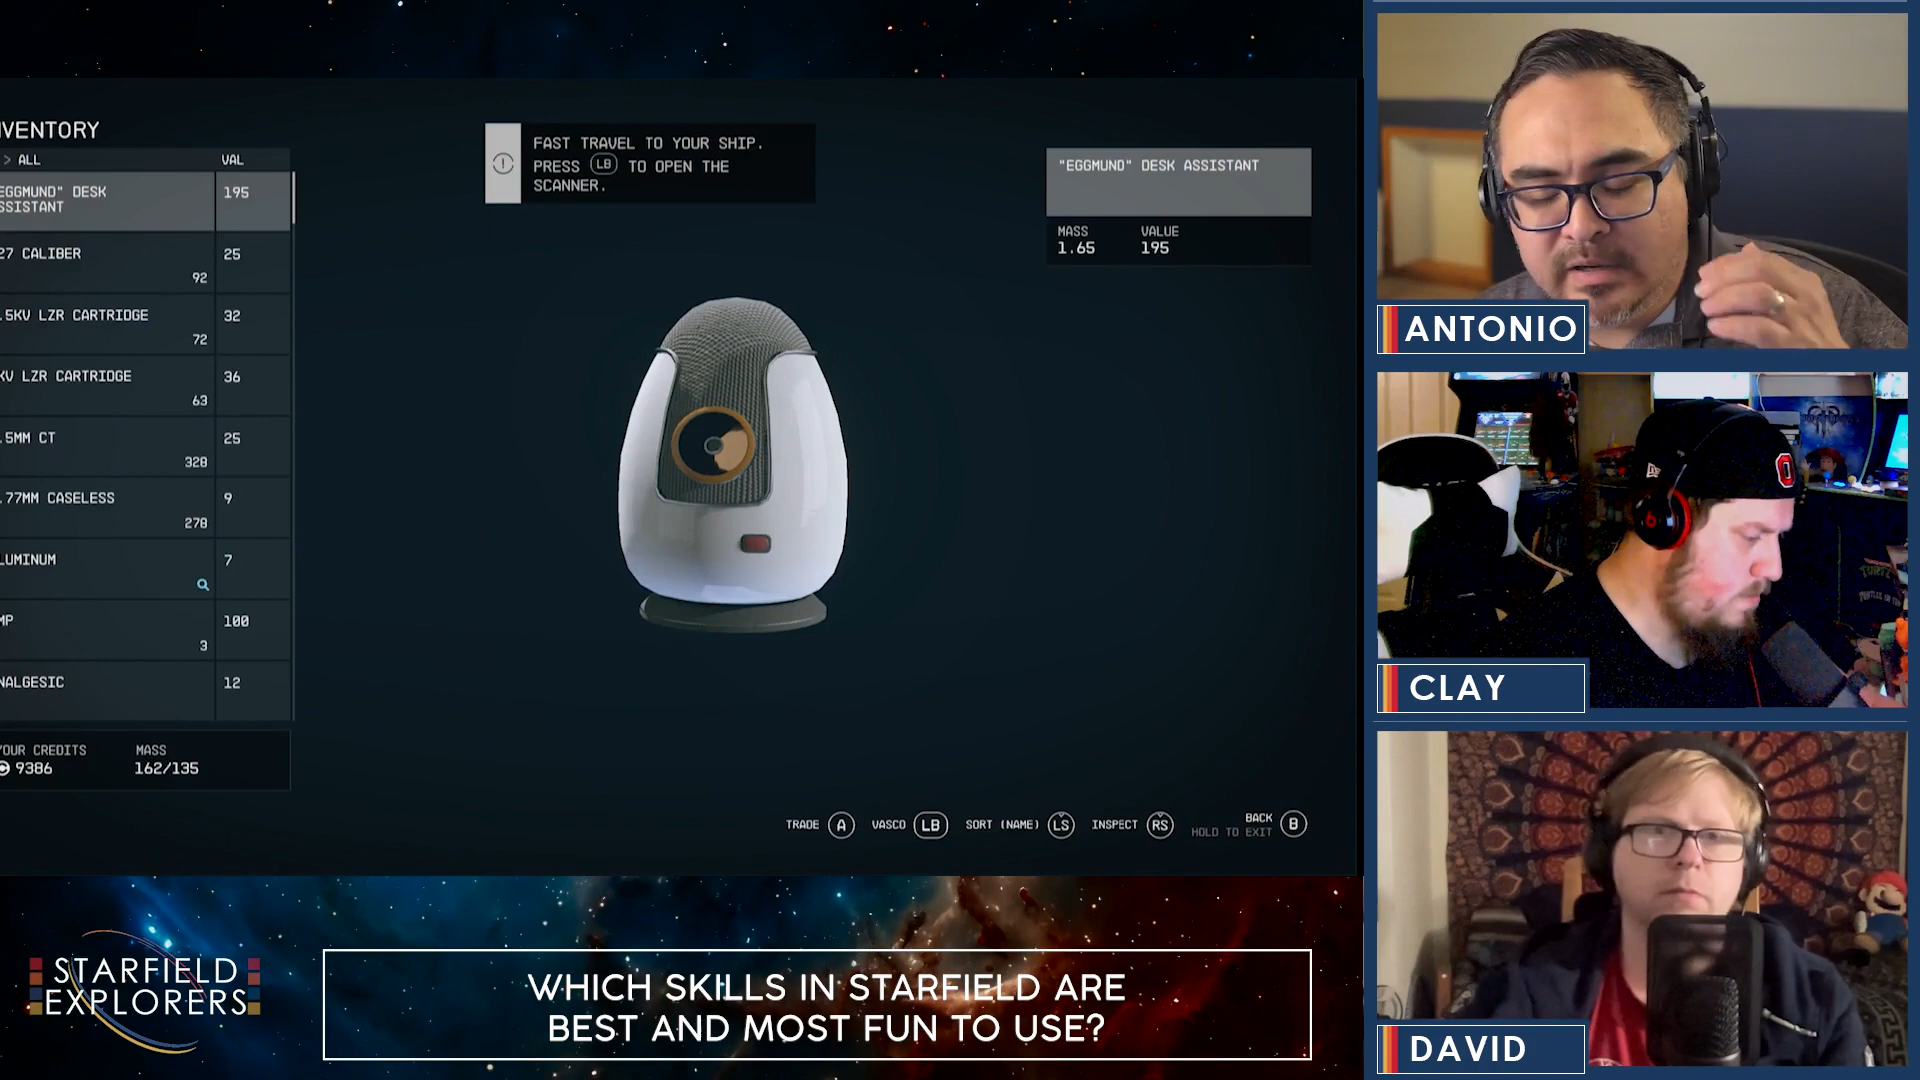 NVENTORY
> ALL VAL
EGGMUND" DESK
SSISTANT
195
27 CALIBER
25
92
.5KV LZR CARTRIDGE
32
72
KV LZR CARTRIDGE
36
63
.5MM CT
25
328
.77MM CASELESS
9
278
LUMINUM
7
MP
100
3
NALGESIC
12
YOUR CREDITS MASS
9386 162/135
FAST TRAVEL TO YOUR SHIP.
PRESS LB TO OPEN THE
SCANNER.
"EGGMUND" DESK ASSISTANT
MASS VALUE
1.65 195
TRADE A VASCO LB SORT (NAME) LS INSPECT RS BACK B
HOLD TO EXIT
ANTONIO
CLAY
DAVID
STARFIELD
EXPLORERS
WHICH SKILLS IN STARFIELD ARE
BEST AND MOST FUN TO USE?